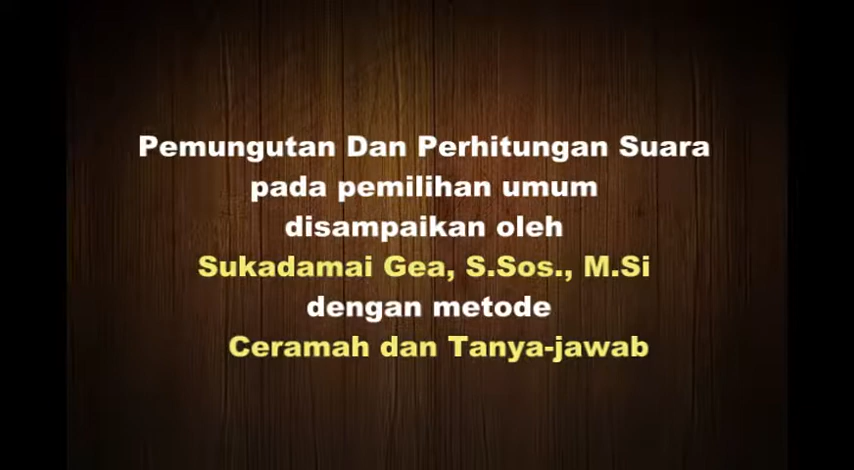 Pemungutan Dan Perhitungan Suara
pada pemilihan umum
disampaikan oleh
Sukadamai Gea, S.Sos., M.Si
dengan metode
Ceramah dan Tanya-jawab